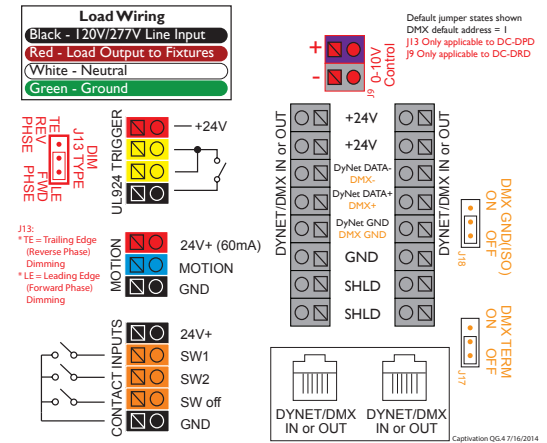 Load Wiring
Black - 120V/277V Line Input
Red - Load Output to Fixtures
White - Neutral
Green - Ground
Default jumper states shown
DMX default address = 1
J13 Only applicable to DC-DPD
J9 Only applicable to DC-DRD
+
-
0-10V
Control
J9
DIM
J13 TYPE
TE LE
REV FWD
PHSE PHSE
J13:
* TE = Trailing Edge
(Reverse Phase)
Dimming
* LE = Leading Edge
(Forward Phase)
Dimming
UL924 TRIGGER
+24V
MOTION
24V+ (60mA)
MOTION
GND
CONTACT INPUTS
24V+
SW1
SW2
SW off
GND
DYNET/DMX IN or OUT
+24V
+24V
DyNet DATA-
DMX-
DyNet DATA+
DMX+
DyNet GND
DMX GND
GND
SHLD
SHLD
DYNET/DMX IN or OUT
DMX GND(ISO)
ON OFF
J18
DMX TERM
ON OFF
J17
DYNET/DMX
IN or OUT
DYNET/DMX
IN or OUT
Captivation QG.4 7/16/2014